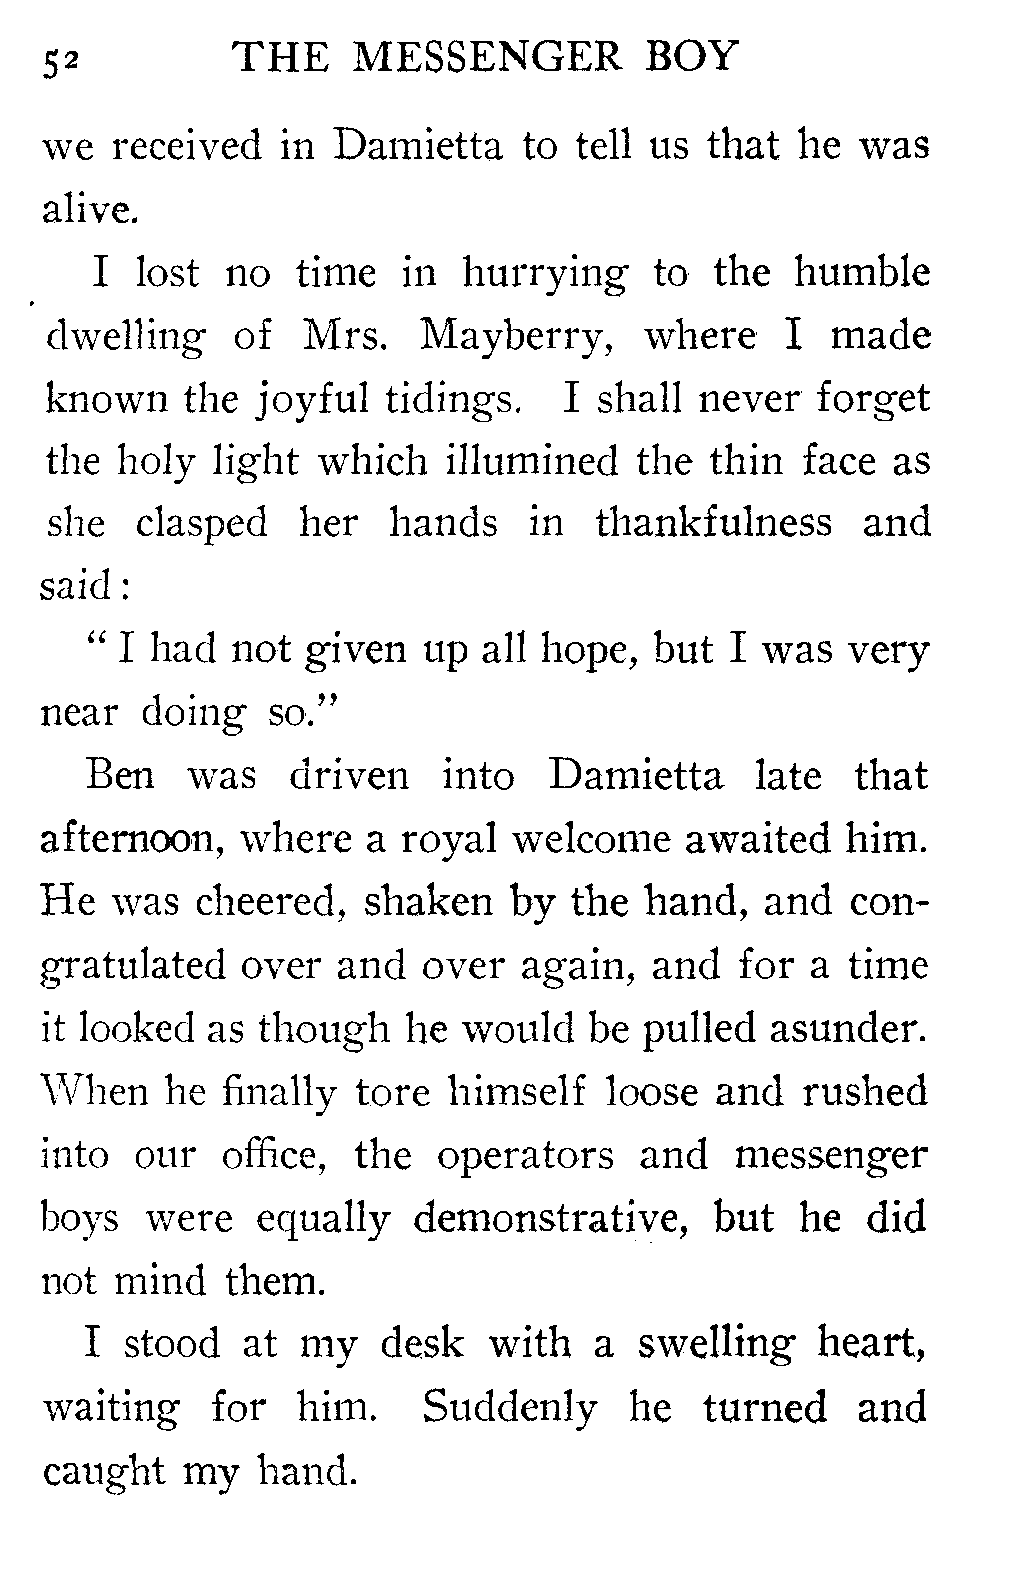 52 THE MESSENGER BOY
we received in Damietta to tell us that he was
alive.
I lost no time in hurrying to the humble
dwelling of Mrs. Mayberry, where I made
known the joyful tidings. I shall never forget
the holy light which illumined the thin face as
she clasped her hands in thankfulness and
said:
" I had not given up all hope, but I was very
near doing so."
Ben was driven into Damietta late that
afternoon, where a royal welcome awaited him.
He was cheered, shaken by the hand, and con-
gratulated over and over again, and for a time
it looked as though he would be pulled asunder.
When he finally tore himself loose and rushed
into our office, the operators and messenger
boys were equally demonstrative, but he did
not mind them.
I stood at my desk with a swelling heart,
waiting for him. Suddenly he turned and
caught my hand.